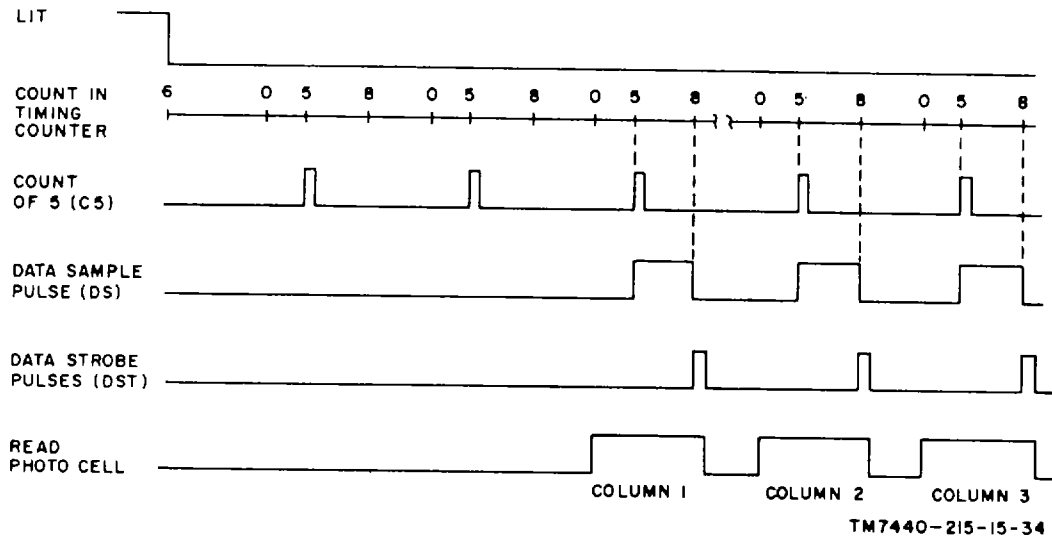 LIT
COUNT IN
TIMING
COUNTER
6 0 5 8 0 5 8 0 5 8 0 5 8 0 5 8
COUNT
OF 5 (C5)
DATA SAMPLE
PULSE (DS)
DATA STROBE
PULSES (DST)
READ
PHOTO CELL
COLUMN 1 COLUMN 2 COLUMN 3
TM7440-215-15-34